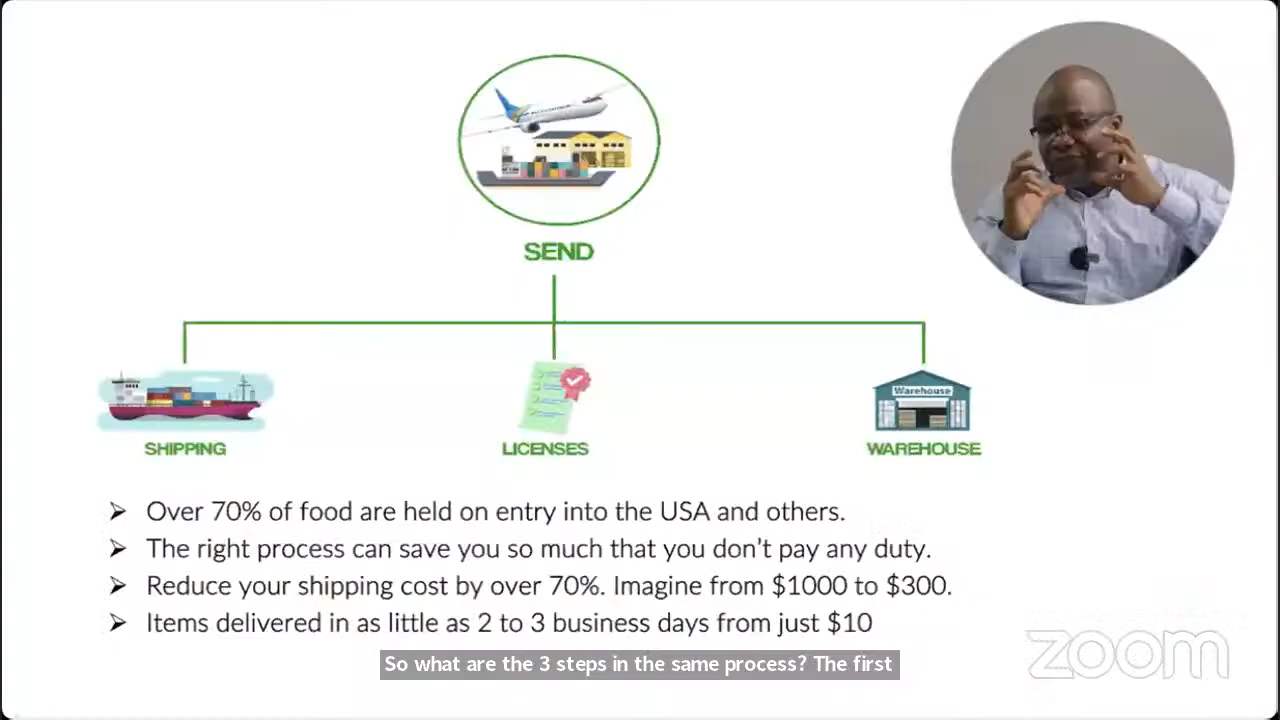 SEND
SHIPPING
LICENSES
Warehouse
WAREHOUSE
Over 70% of food are held on entry into the USA and others.
The right process can save you so much that you don't pay any duty.
Reduce your shipping cost by over 70%. Imagine from $1000 to $300.
Items delivered in as little as 2 to 3 business days from just $10
So what are the 3 steps in the same process? The first
zoom